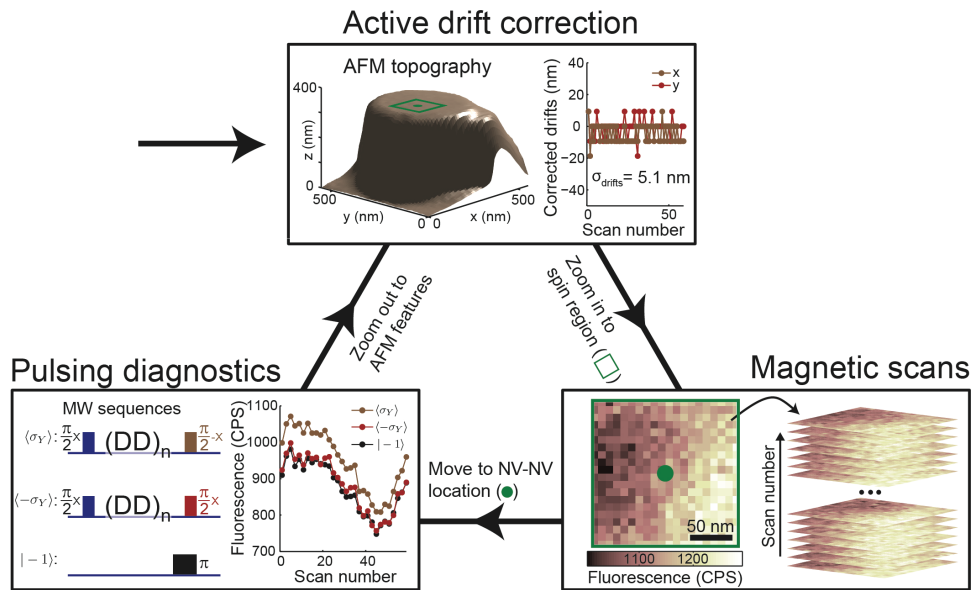 Active drift correction
AFM topography
400
z (nm)
0
500
y (nm)
0
0
x (nm)
500
Corrected drifts (nm)
40
20
0
−20
−40
x
y
σdrifts= 5.1 nm
0
50
Scan number
Zoom out to
AFM features
Zoom in to
spin region (▱)
Pulsing diagnostics
MW sequences
⟨σY⟩: π/2 x (DD)n π/2 -x
⟨−σY⟩: π/2 x (DD)n π/2 x
|−1⟩: π
Fluorescence (CPS)
1100
1000
900
800
700
⟨σY⟩
⟨−σY⟩
|−1⟩
0
20
40
Scan number
Move to NV-NV
location (●)
Magnetic scans
50 nm
1100
1200
Fluorescence (CPS)
Scan number
•••